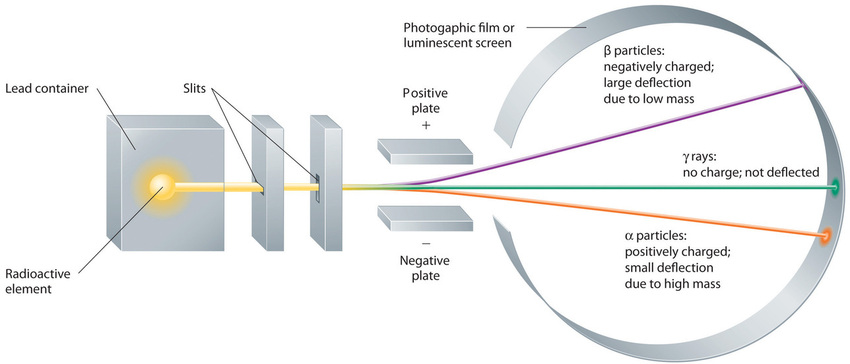 Photogaphic film or
luminescent screen
β particles:
negatively charged;
large deflection
due to low mass
Lead container
Slits
Positive
plate
+
γ rays:
no charge; not deflected
α particles:
positively charged;
small deflection
due to high mass
–
Negative
plate
Radioactive
element